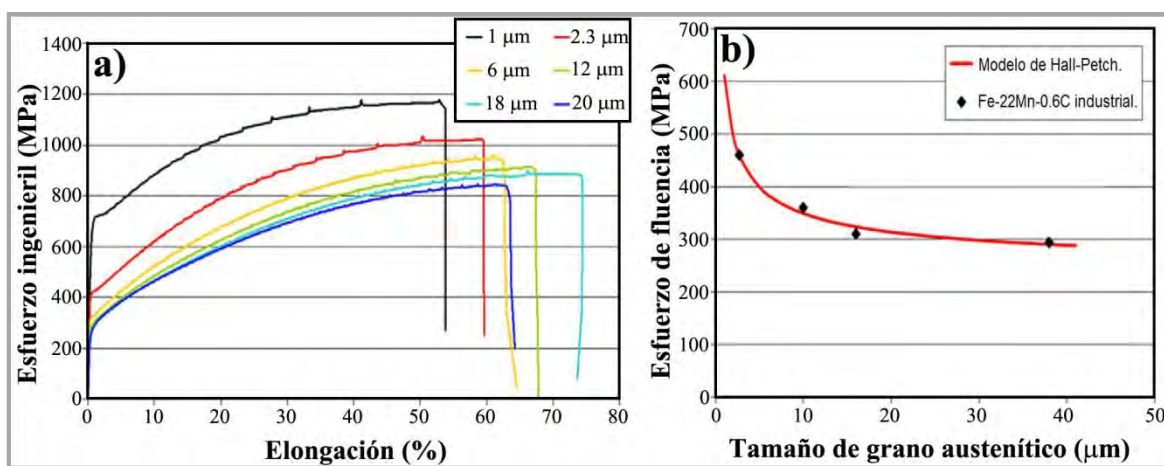 a)
1 μm
2.3 μm
6 μm
12 μm
18 μm
20 μm
1400
1200
1000
800
600
400
200
0
0 10 20 30 40 50 60 70 80
Esfuerzo ingenieril (MPa)
Elongación (%)
b)
Modelo de Hall-Petch.
Fe-22Mn-0.6C industrial.
700
600
500
400
300
200
100
0
0 10 20 30 40 50
Esfuerzo de fluencia (MPa)
Tamaño de grano austenítico (μm)